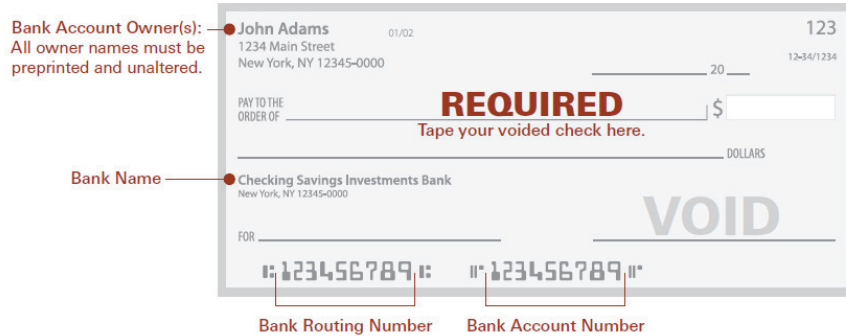 Bank Account Owner(s):
All owner names must be
preprinted and unaltered.
John Adams
01/02
123
1234 Main Street
New York, NY 12345-0000
12-34/1234
20
PAY TO THE
ORDER OF
REQUIRED
$
Tape your voided check here.
DOLLARS
Bank Name
Checking Savings Investments Bank
New York, NY 12345-0000
VOID
FOR
⑆123456789⑆ ⑈123456789⑈
Bank Routing Number Bank Account Number